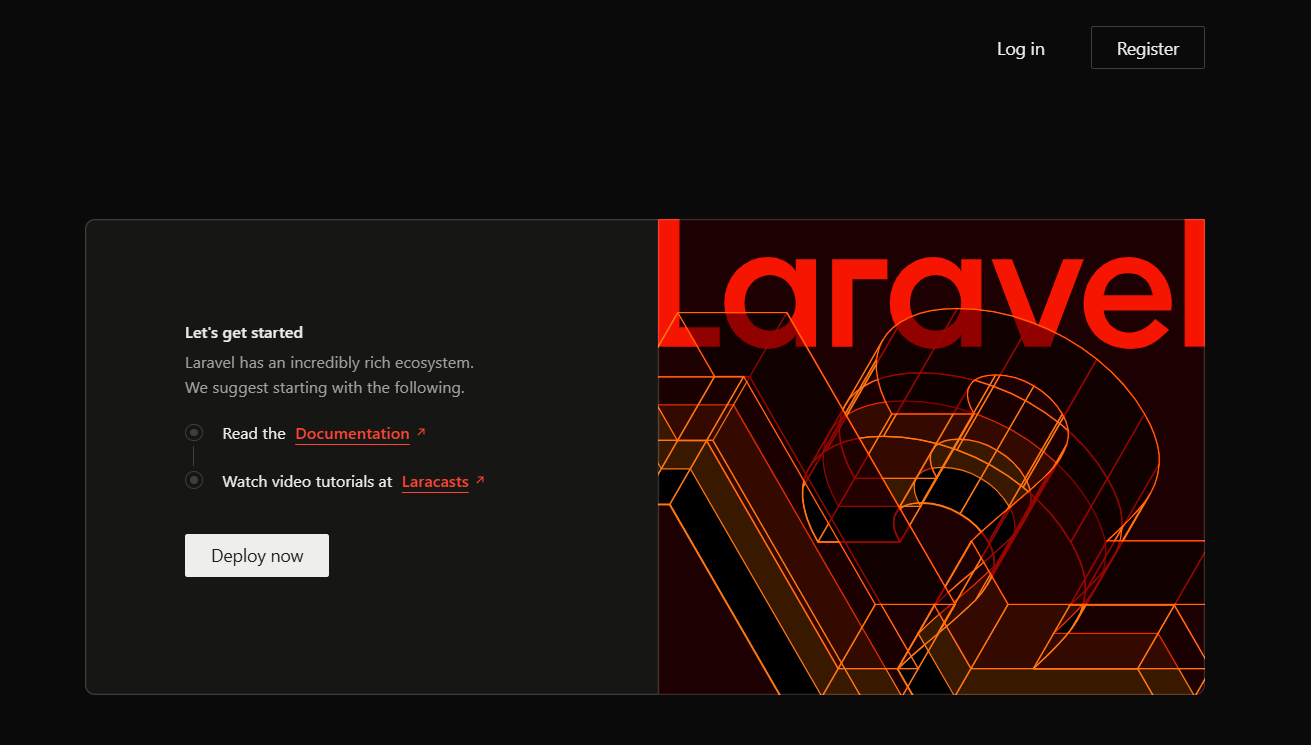 Log in
Register
Laravel
Let's get started
Laravel has an incredibly rich ecosystem.
We suggest starting with the following.
Read the Documentation ↗
Watch video tutorials at Laracasts ↗
Deploy now